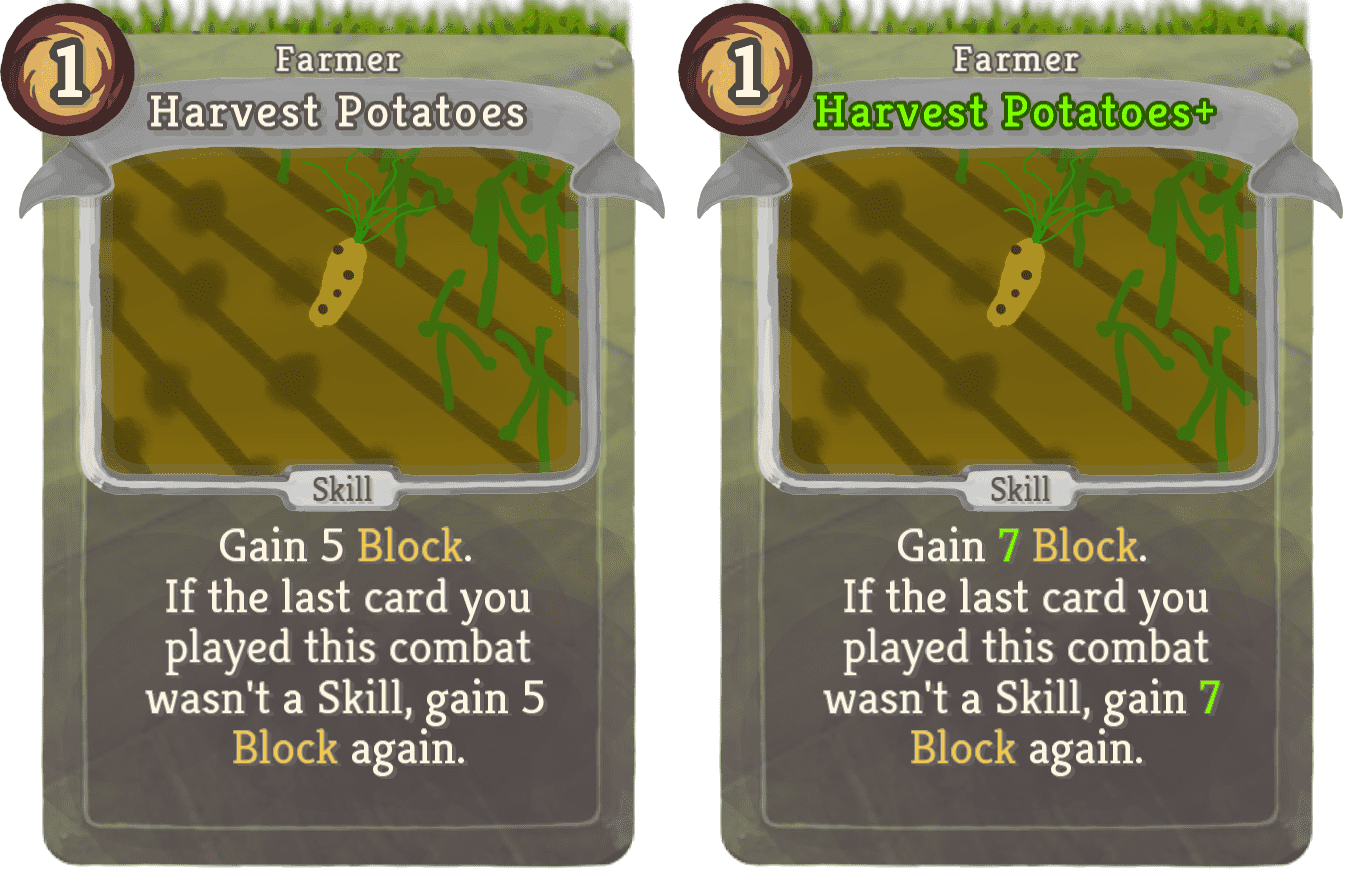 1
Farmer
Harvest Potatoes
Skill
Gain 5 Block.
If the last card you
played this combat
wasn't a Skill, gain 5
Block again.
1
Farmer
Harvest Potatoes+
Skill
Gain 7 Block.
If the last card you
played this combat
wasn't a Skill, gain 7
Block again.